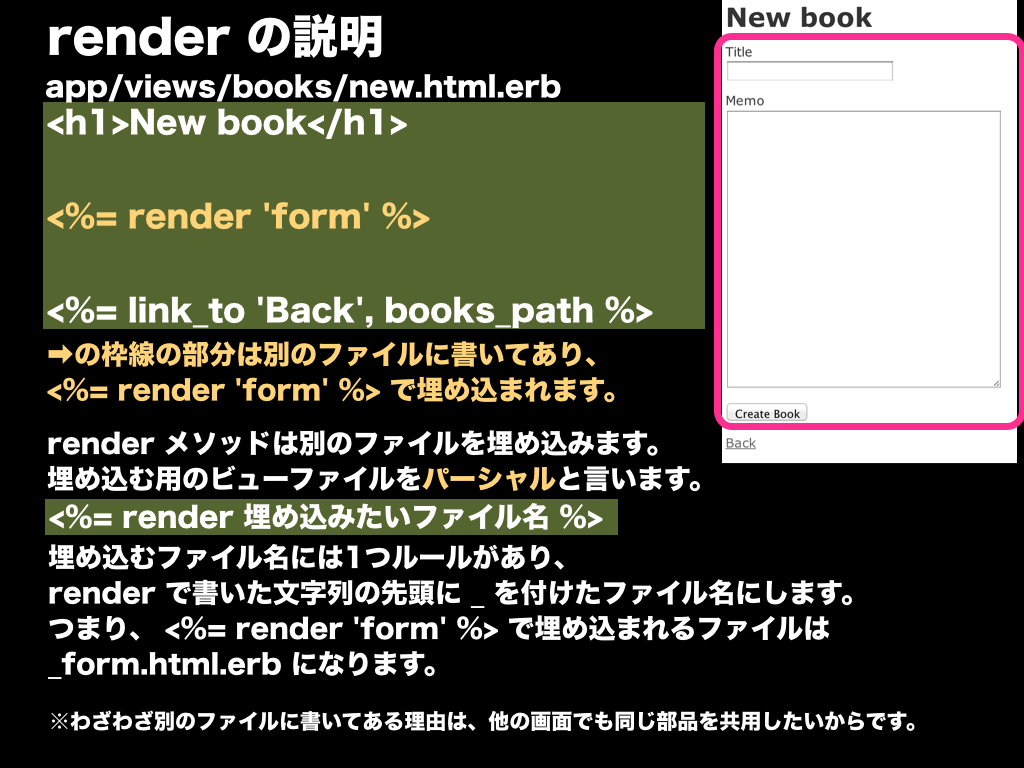 render の説明
app/views/books/new.html.erb
<h1>New book</h1>
<%= render 'form' %>
<%= link_to 'Back', books_path %>
➡の枠線の部分は別のファイルに書いてあり、
<%= render 'form' %> で埋め込まれます。
render メソッドは別のファイルを埋め込みます。
埋め込む用のビューファイルをパーシャルと言います。
<%= render 埋め込みたいファイル名 %>
埋め込むファイル名には1つルールがあり、
render で書いた文字列の先頭に _ を付けたファイル名にします。
つまり、 <%= render 'form' %> で埋め込まれるファイルは
_form.html.erb になります。
※わざわざ別のファイルに書いてある理由は、他の画面でも同じ部品を共用したいからです。
New book
Title
Memo
Create Book
Back